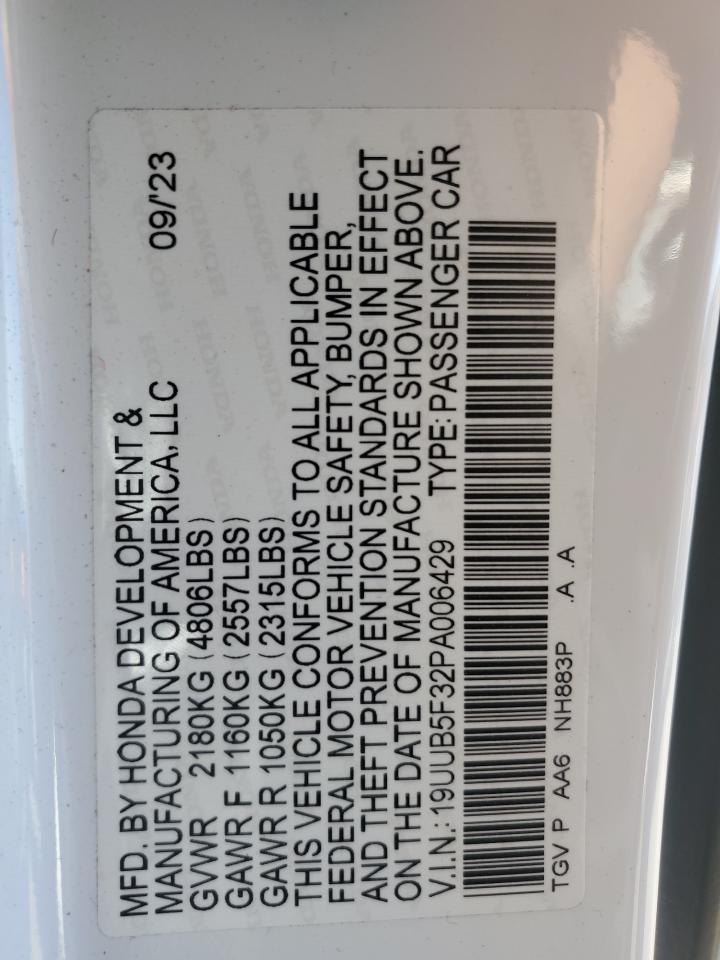 MFD. BY HONDA DEVELOPMENT &
MANUFACTURING OF AMERICA, LLC 09/'23
GVWR 2180KG (4806LBS)
GAWR F 1160KG (2557LBS)
GAWR R 1050KG (2315LBS)
THIS VEHICLE CONFORMS TO ALL APPLICABLE
FEDERAL MOTOR VEHICLE SAFETY, BUMPER,
AND THEFT PREVENTION STANDARDS IN EFFECT
ON THE DATE OF MANUFACTURE SHOWN ABOVE.
V.I.N.: 19UUB5F32PA006429 TYPE: PASSENGER CAR
TGV P AA6 NH883P .A .A